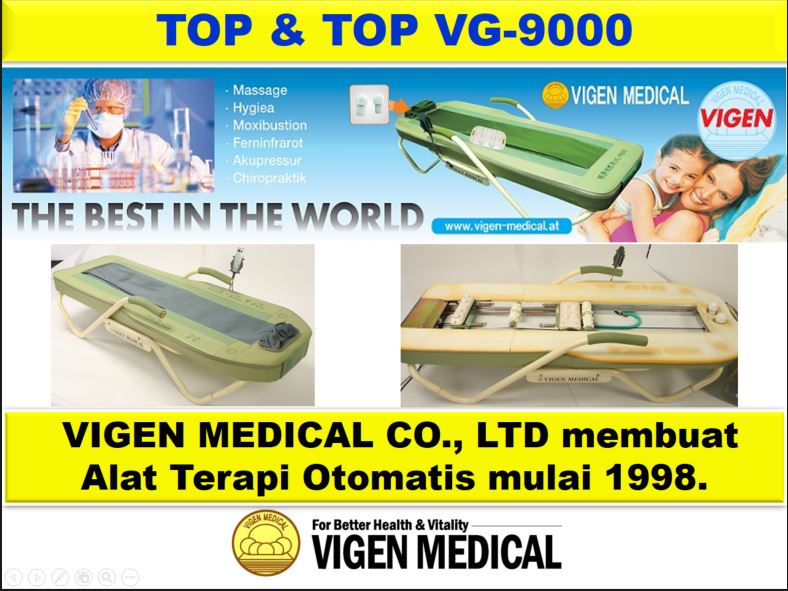 TOP & TOP VG-9000
· Massage
· Hygiea
· Moxibustion
· Ferninfrarot
· Akupressur
· Chiropraktik
VIGEN MEDICAL
VIGEN MEDICAL
VIGEN
THE BEST IN THE WORLD
www.vigen-medical.at
VIGEN MEDICAL
VIGEN MEDICAL
VIGEN MEDICAL CO., LTD membuat
Alat Terapi Otomatis mulai 1998.
VIGEN MEDICAL
For Better Health & Vitality
VIGEN MEDICAL